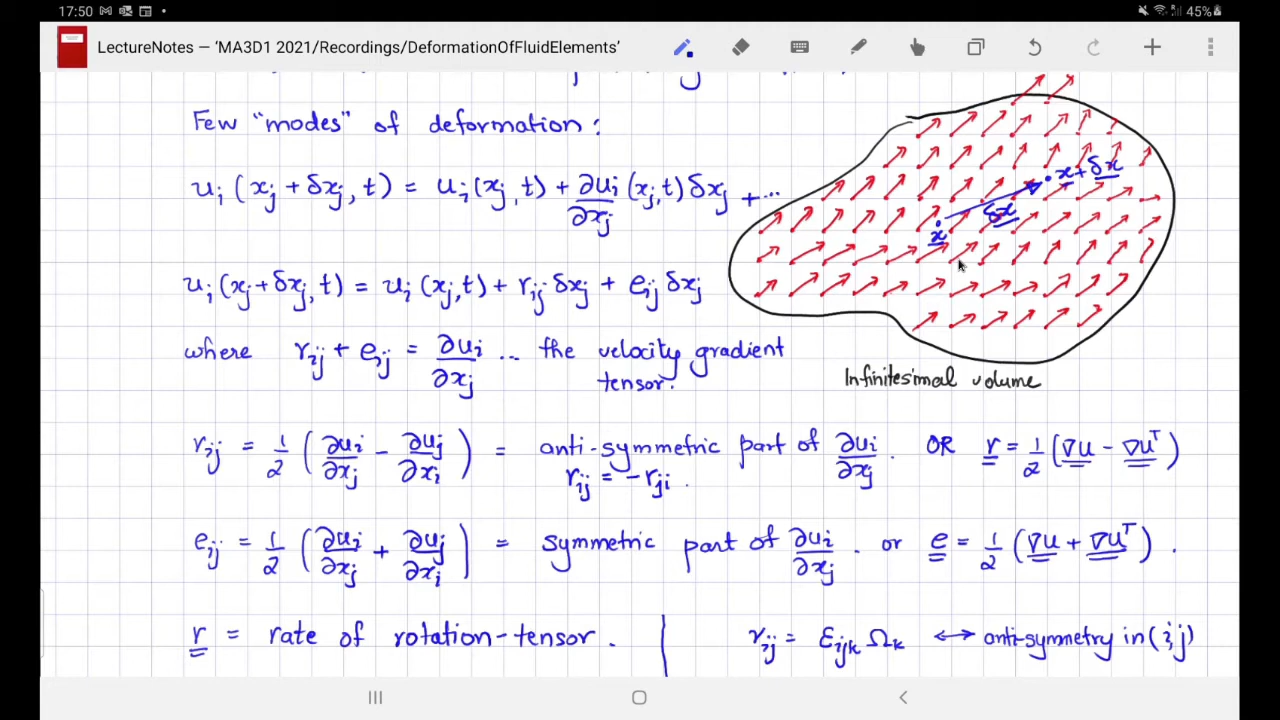 17:50
45%
LectureNotes — ‘MA3D1 2021/Recordings/DeformationOfFluidElements’
Few "modes" of deformation:
uᵢ(xⱼ + δxⱼ, t) = uᵢ(xⱼ, t) + ∂uᵢ/∂xⱼ (xⱼ, t) δxⱼ + ...
uᵢ(xⱼ + δxⱼ, t) = uᵢ(xⱼ, t) + rᵢⱼ δxⱼ + eᵢⱼ δxⱼ
where rᵢⱼ + eᵢⱼ = ∂uᵢ/∂xⱼ ... the velocity gradient
tensor.
x + δx
δx
x
Infinitesimal volume
rᵢⱼ = 1/2 (∂uᵢ/∂xⱼ - ∂uⱼ/∂xᵢ) = anti-symmetric part of ∂uᵢ/∂xⱼ. OR r = 1/2 (∇u - ∇uᵀ)
rᵢⱼ = -rⱼᵢ.
eᵢⱼ = 1/2 (∂uᵢ/∂xⱼ + ∂uⱼ/∂xᵢ) = symmetric part of ∂uᵢ/∂xⱼ. or e = 1/2 (∇u + ∇uᵀ).
r = rate of rotation-tensor.
rᵢⱼ = εᵢⱼₖ Ωₖ ↔ anti-symmetry in (i,j)